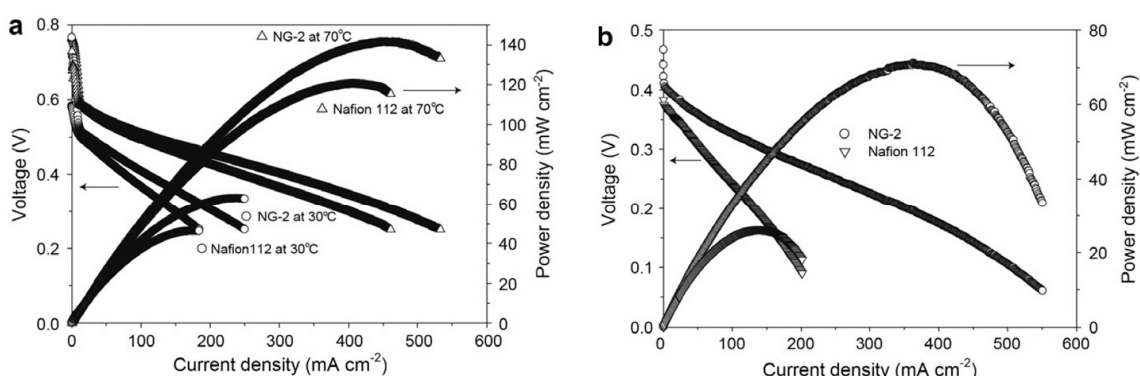 a
Voltage (V)
0.8
0.6
0.4
0.2
0.0
NG-2 at 70°C
Nafion 112 at 70°C
NG-2 at 30°C
Nafion112 at 30°C
140
120
100
80
60
40
20
0
Power density (mW cm-2)
0 100 200 300 400 500 600
Current density (mA cm-2)
b
Voltage (V)
0.5
0.4
0.3
0.2
0.1
0.0
NG-2
Nafion 112
80
60
40
20
0
Power density (mW cm-2)
0 100 200 300 400 500 600
Current density (mA cm-2)